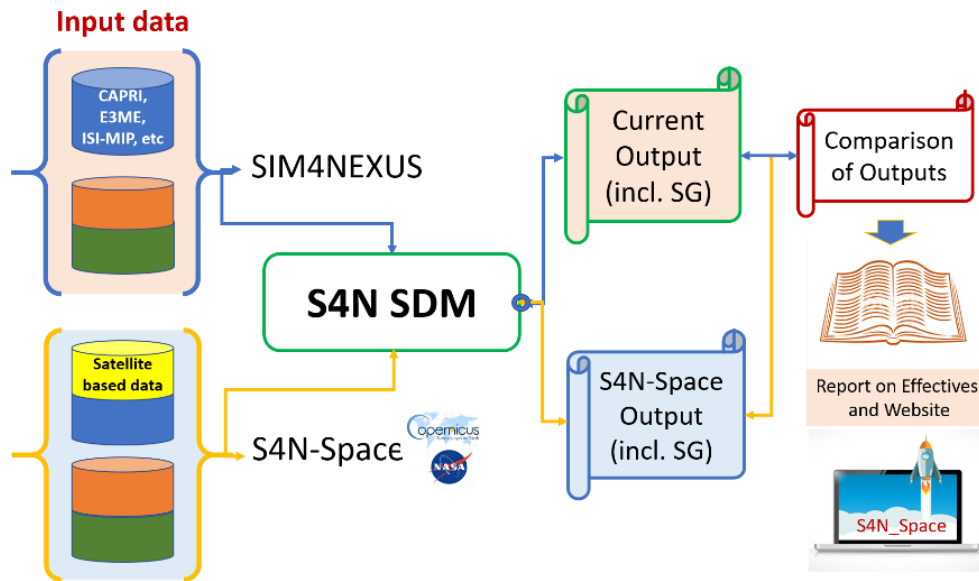 Input data
CAPRI,
E3ME,
ISI-MIP, etc
SIM4NEXUS
S4N SDM
Satellite
based data
S4N-Space
opernicus
NASA
Current
Output
(incl. SG)
S4N-Space
Output
(incl. SG)
Comparison
of Outputs
Report on Effectives
and Website
S4N_Space